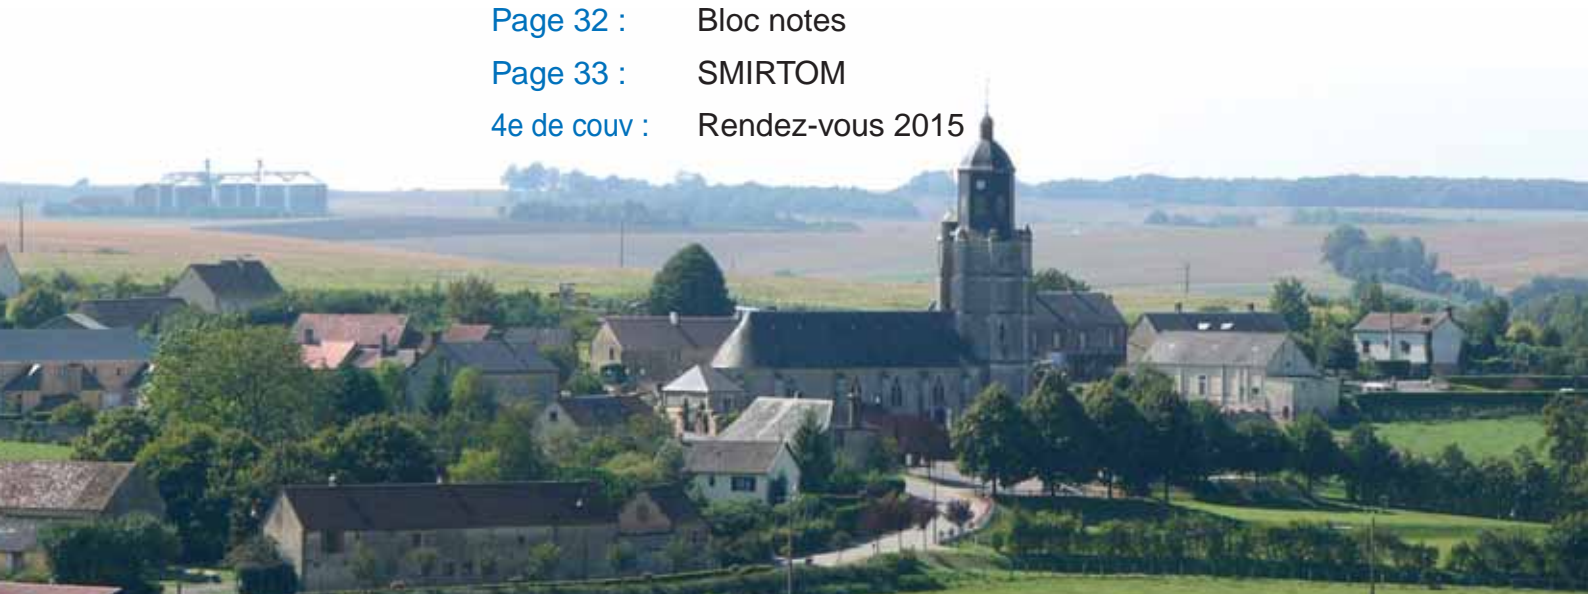 Page 32 : Bloc notes
Page 33 : SMIRTOM
4e de couv : Rendez-vous 2015